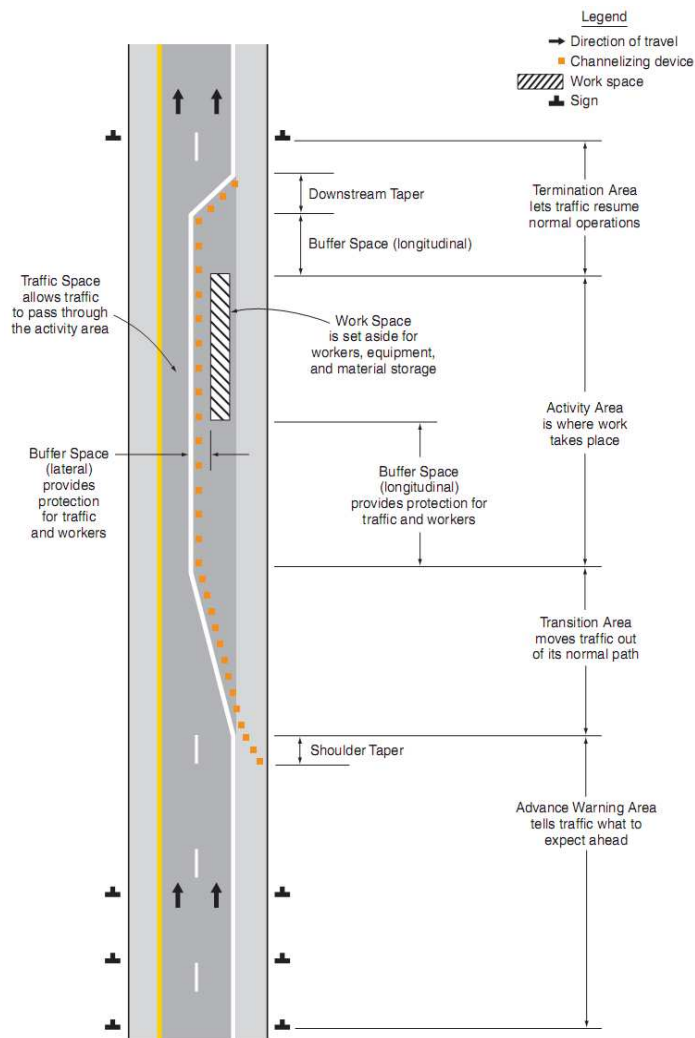 Legend
Direction of travel
Channelizing device
Work space
Sign
Downstream Taper
Termination Area
lets traffic resume
normal operations
Buffer Space (longitudinal)
Traffic Space
allows traffic
to pass through
the activity area
Work Space
is set aside for
workers, equipment,
and material storage
Activity Area
is where work
takes place
Buffer Space
(lateral)
provides
protection
for traffic
and workers
Buffer Space
(longitudinal)
provides protection for
traffic and workers
Transition Area
moves traffic out
of its normal path
Shoulder Taper
Advance Warning Area
tells traffic what to
expect ahead